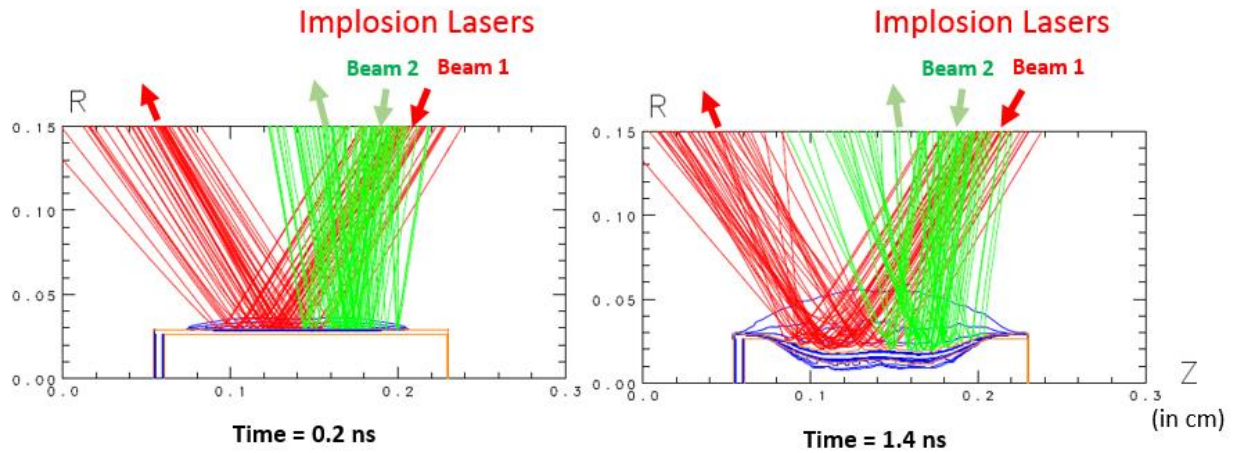 Implosion Lasers
Beam 2
Beam 1
R
0.15
0.10
0.05
0.00
0.0
0.1
0.2
0.3
Time = 0.2 ns
Implosion Lasers
Beam 2
Beam 1
R
0.15
0.10
0.05
0.00
0.0
0.1
0.2
0.3
Z
(in cm)
Time = 1.4 ns